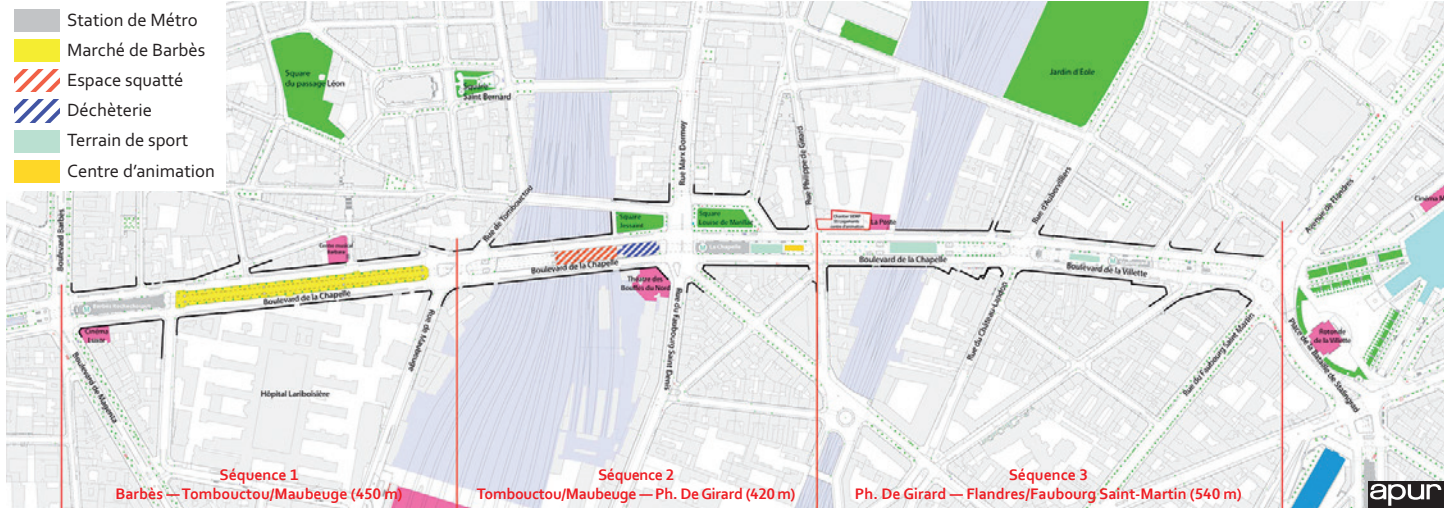 Station de Métro
Marché de Barbès
Espace squatté
Déchèterie
Terrain de sport
Centre d'animation
Square
du passage Léon
Square
Saint Bernard
Jardin d'Eole
Boulevard Barbès
Rue de Tombouctou
Rue Marx Dormoy
Rue Philippe de Girard
Rue d'Aubervilliers
Avenue de Flandres
Cinéma
Square
Square
Louise de Marillac
La Poste
La Chapelle
Boulevard de la Chapelle
Boulevard de la Chapelle
Boulevard de la Chapelle
Boulevard de la Villette
Théâtre des
Bouffes du Nord
Cinéma
Boulevard de Magenta
Hôpital Lariboisière
Rue de Maubeuge
Rue du Faubourg Saint Denis
Rue du Château-Landon
Rue du Faubourg Saint Martin
Place de la Bataille de Stalingrad
Rotonde
de la Villette
Séquence 1
Barbès — Tombouctou/Maubeuge (450 m)
Séquence 2
Tombouctou/Maubeuge — Ph. De Girard (420 m)
Séquence 3
Ph. De Girard — Flandres/Faubourg Saint-Martin (540 m)
apur